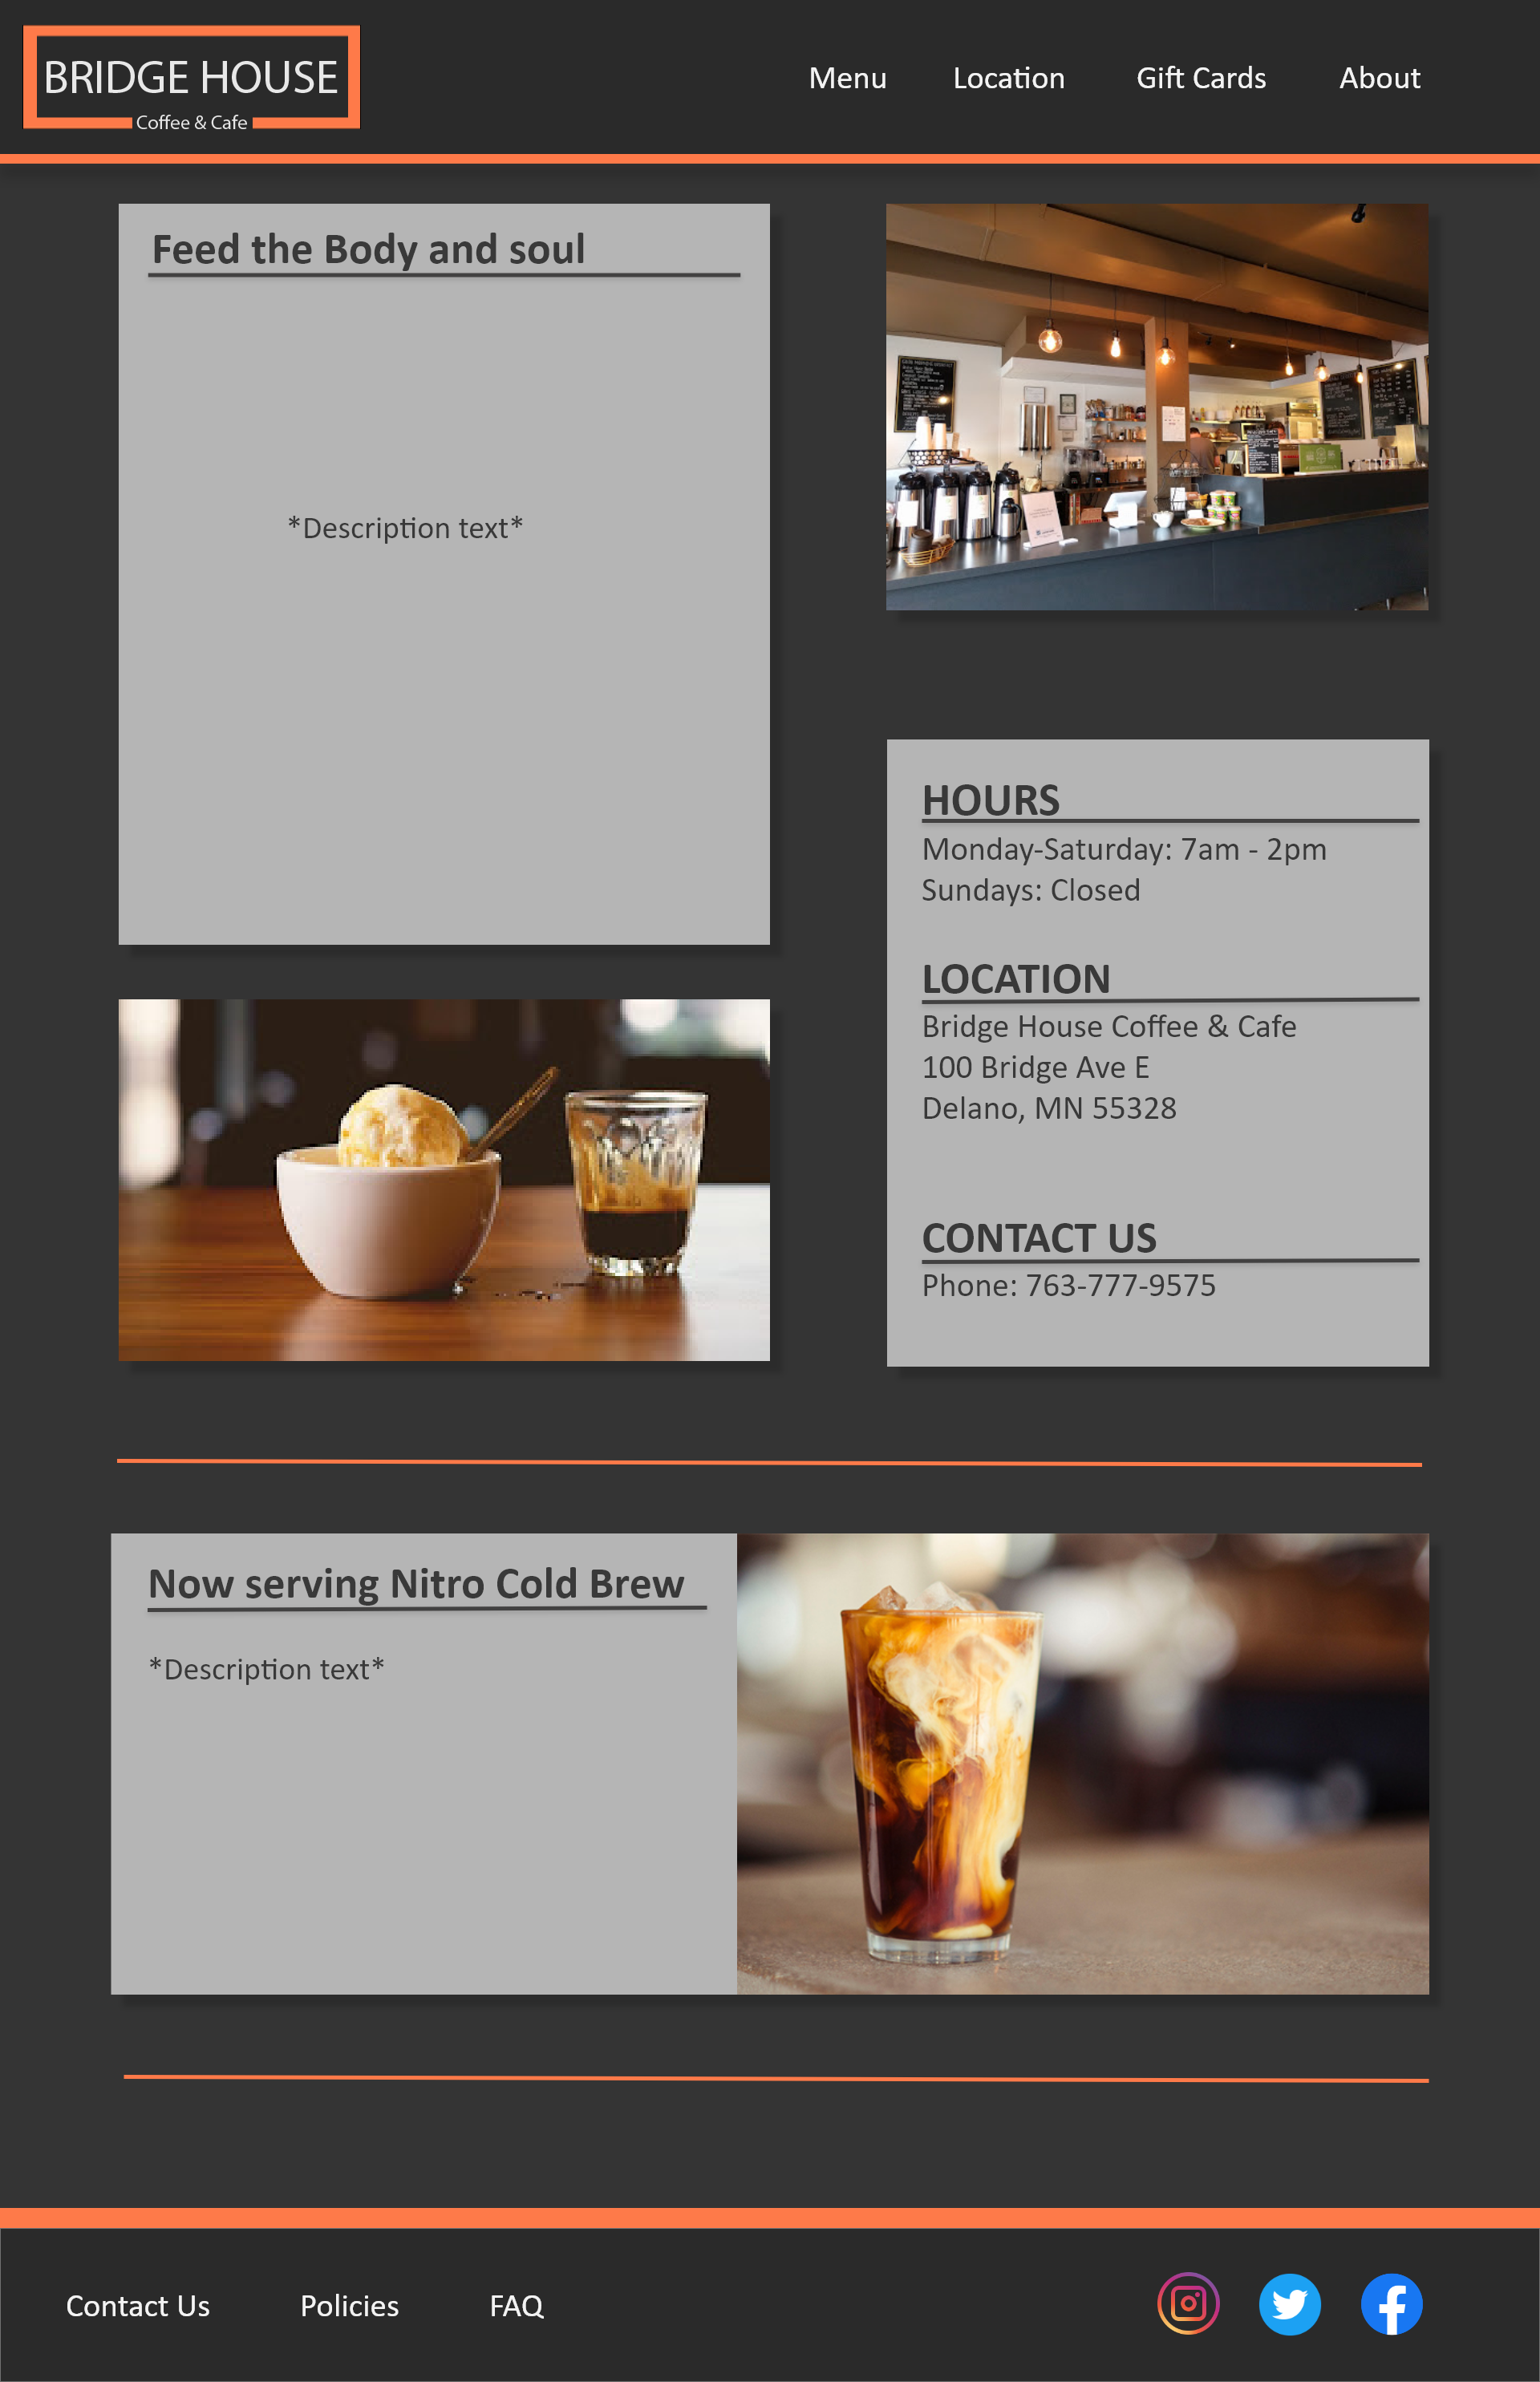 BRIDGE HOUSE
Coffee & Cafe
Menu Location Gift Cards About
Feed the Body and soul
*Description text*
HOURS
Monday-Saturday: 7am - 2pm
Sundays: Closed
LOCATION
Bridge House Coffee & Cafe
100 Bridge Ave E
Delano, MN 55328
CONTACT US
Phone: 763-777-9575
Now serving Nitro Cold Brew
*Description text*
Contact Us Policies FAQ